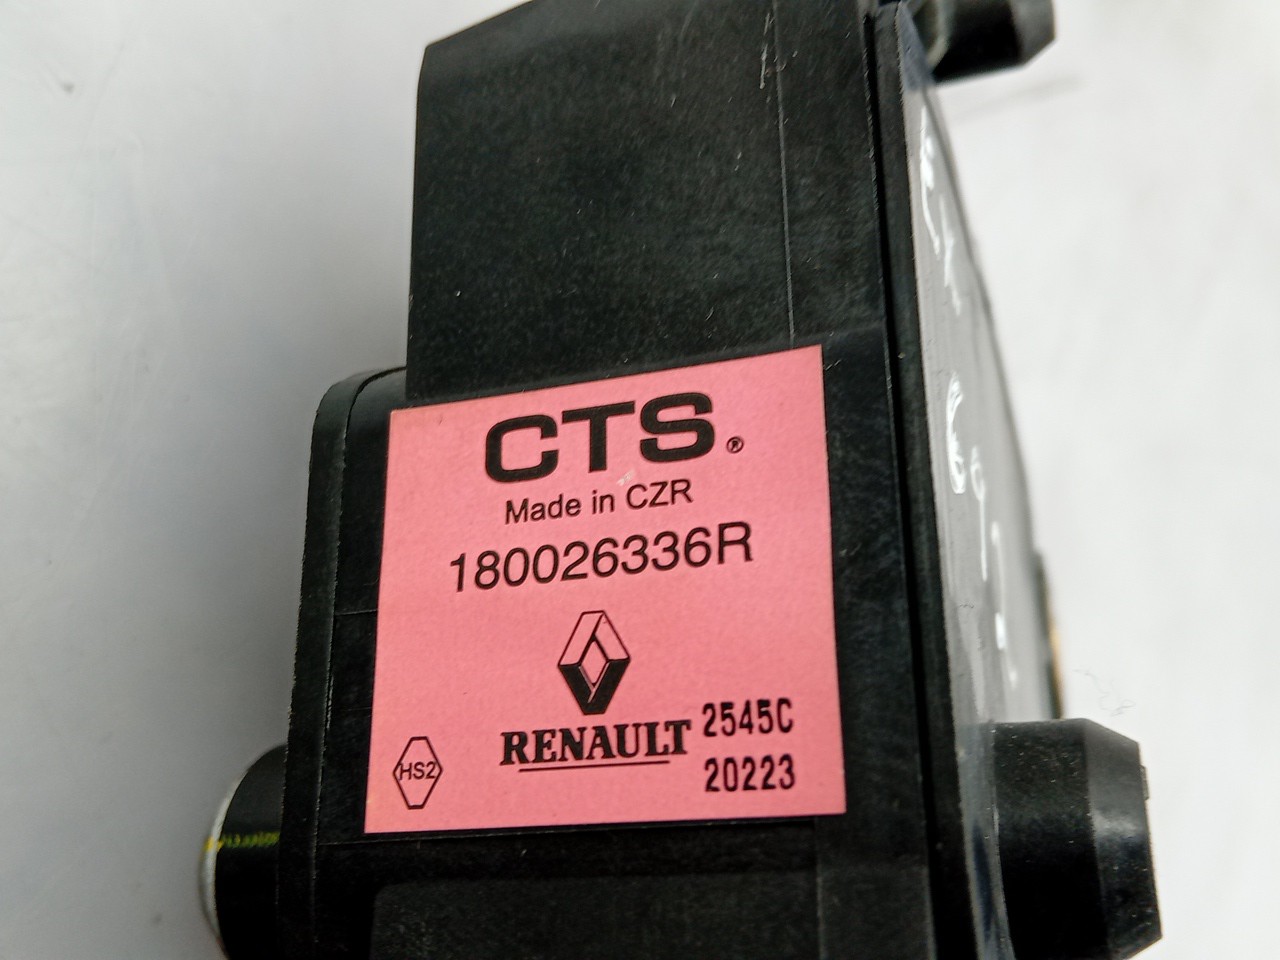 CTS®
Made in CZR
180026336R
RENAULT
2545C
20223
HS2